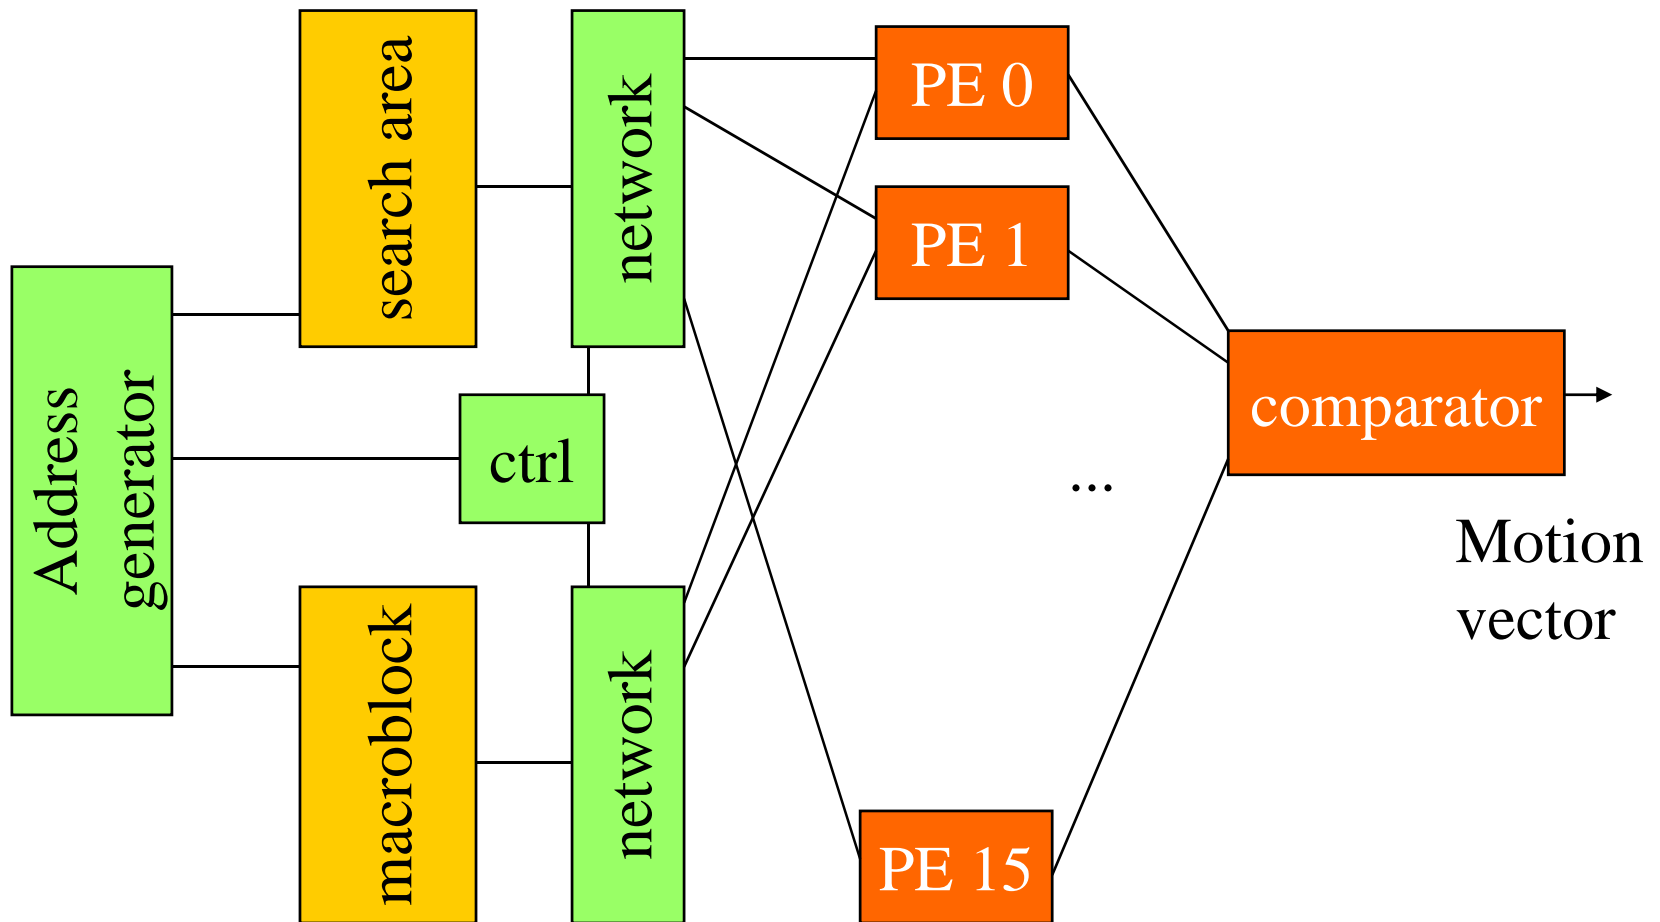 Address
generator
search area
macroblock
network
ctrl
network
PE 0
PE 1
...
PE 15
comparator
Motion
vector